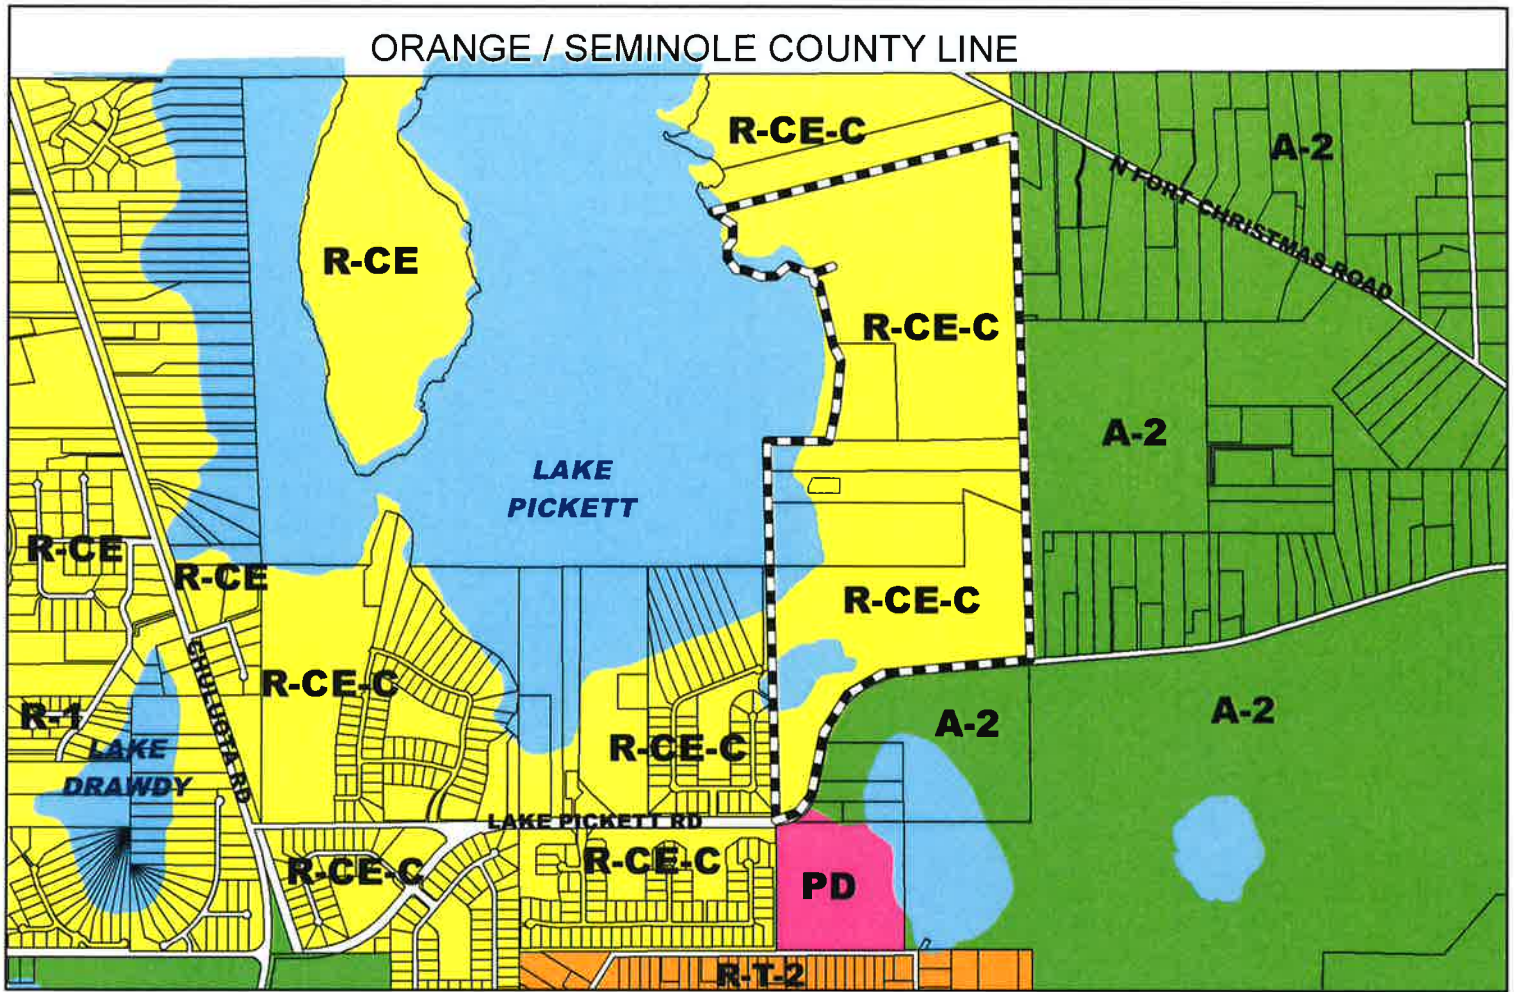 ORANGE / SEMINOLE COUNTY LINE
R-CE-C
A-2
N FORT CHRISTMAS ROAD
R-CE
R-CE-C
A-2
LAKE
PICKETT
R-CE
R-CE
R-CE-C
R-CE-C
CHULUOTA RD
R-1
A-2
A-2
R-CE-C
LAKE
DRAWDY
LAKE PICKETT RD
R-CE-C
R-CE-C
PD
R-T-2